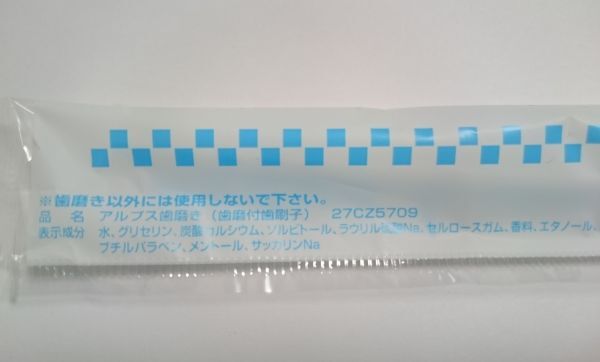 ※歯磨き以外には使用しないで下さい。
品 名 アルプス歯磨き(歯磨付歯刷子) 27CZ5709
表示成分 水、グリセリン、炭酸カルシウム、ソルビトール、ラウリル硫酸Na、セルロースガム、香料、エタノール、
ブチルパラベン、メントール、サッカリンNa